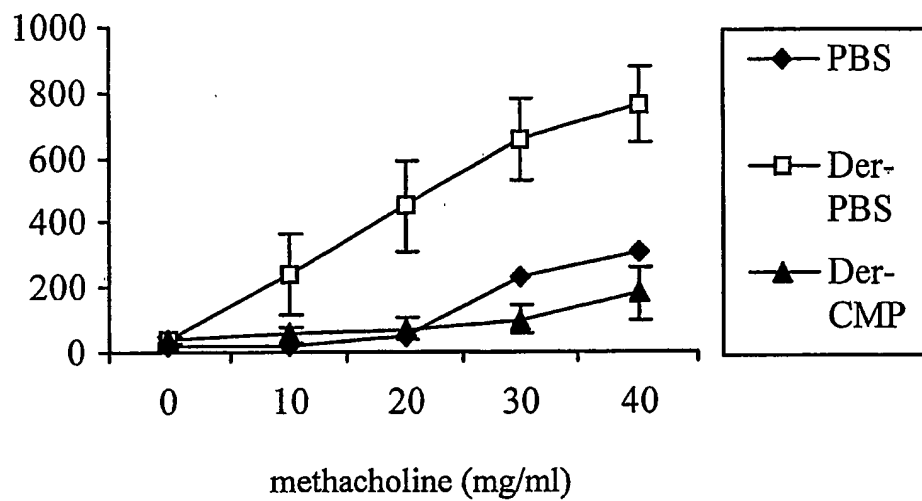 1000
800
600
400
200
0
0 10 20 30 40
methacholine (mg/ml)
PBS
Der-
PBS
Der-
CMP